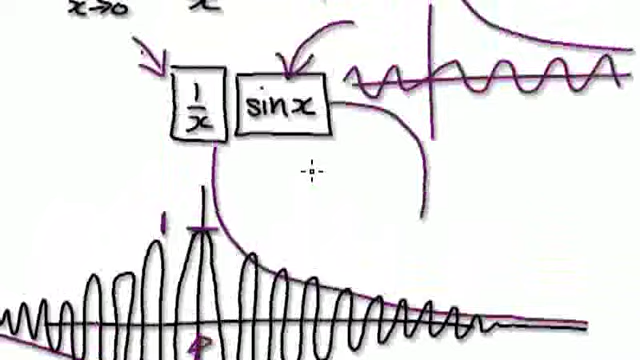 x→0 x
1/x sin x
1